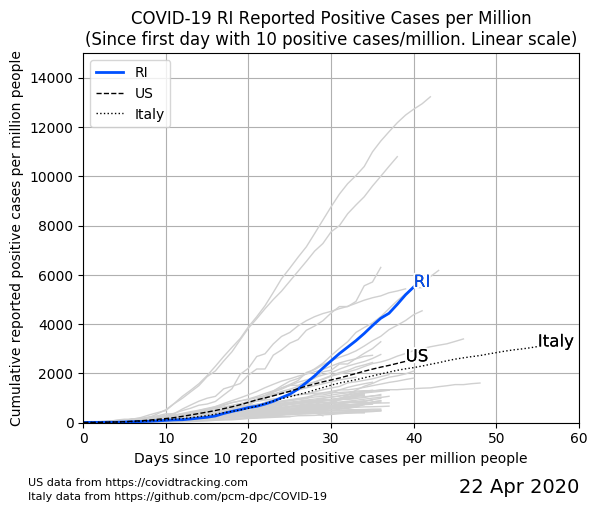 COVID-19 RI Reported Positive Cases per Million
(Since first day with 10 positive cases/million. Linear scale)
Cumulative reported positive cases per million people
14000
12000
10000
8000
6000
4000
2000
0
RI
US
Italy
RI
US
Italy
0 10 20 30 40 50 60
Days since 10 reported positive cases per million people
US data from https://covidtracking.com
Italy data from https://github.com/pcm-dpc/COVID-19
22 Apr 2020